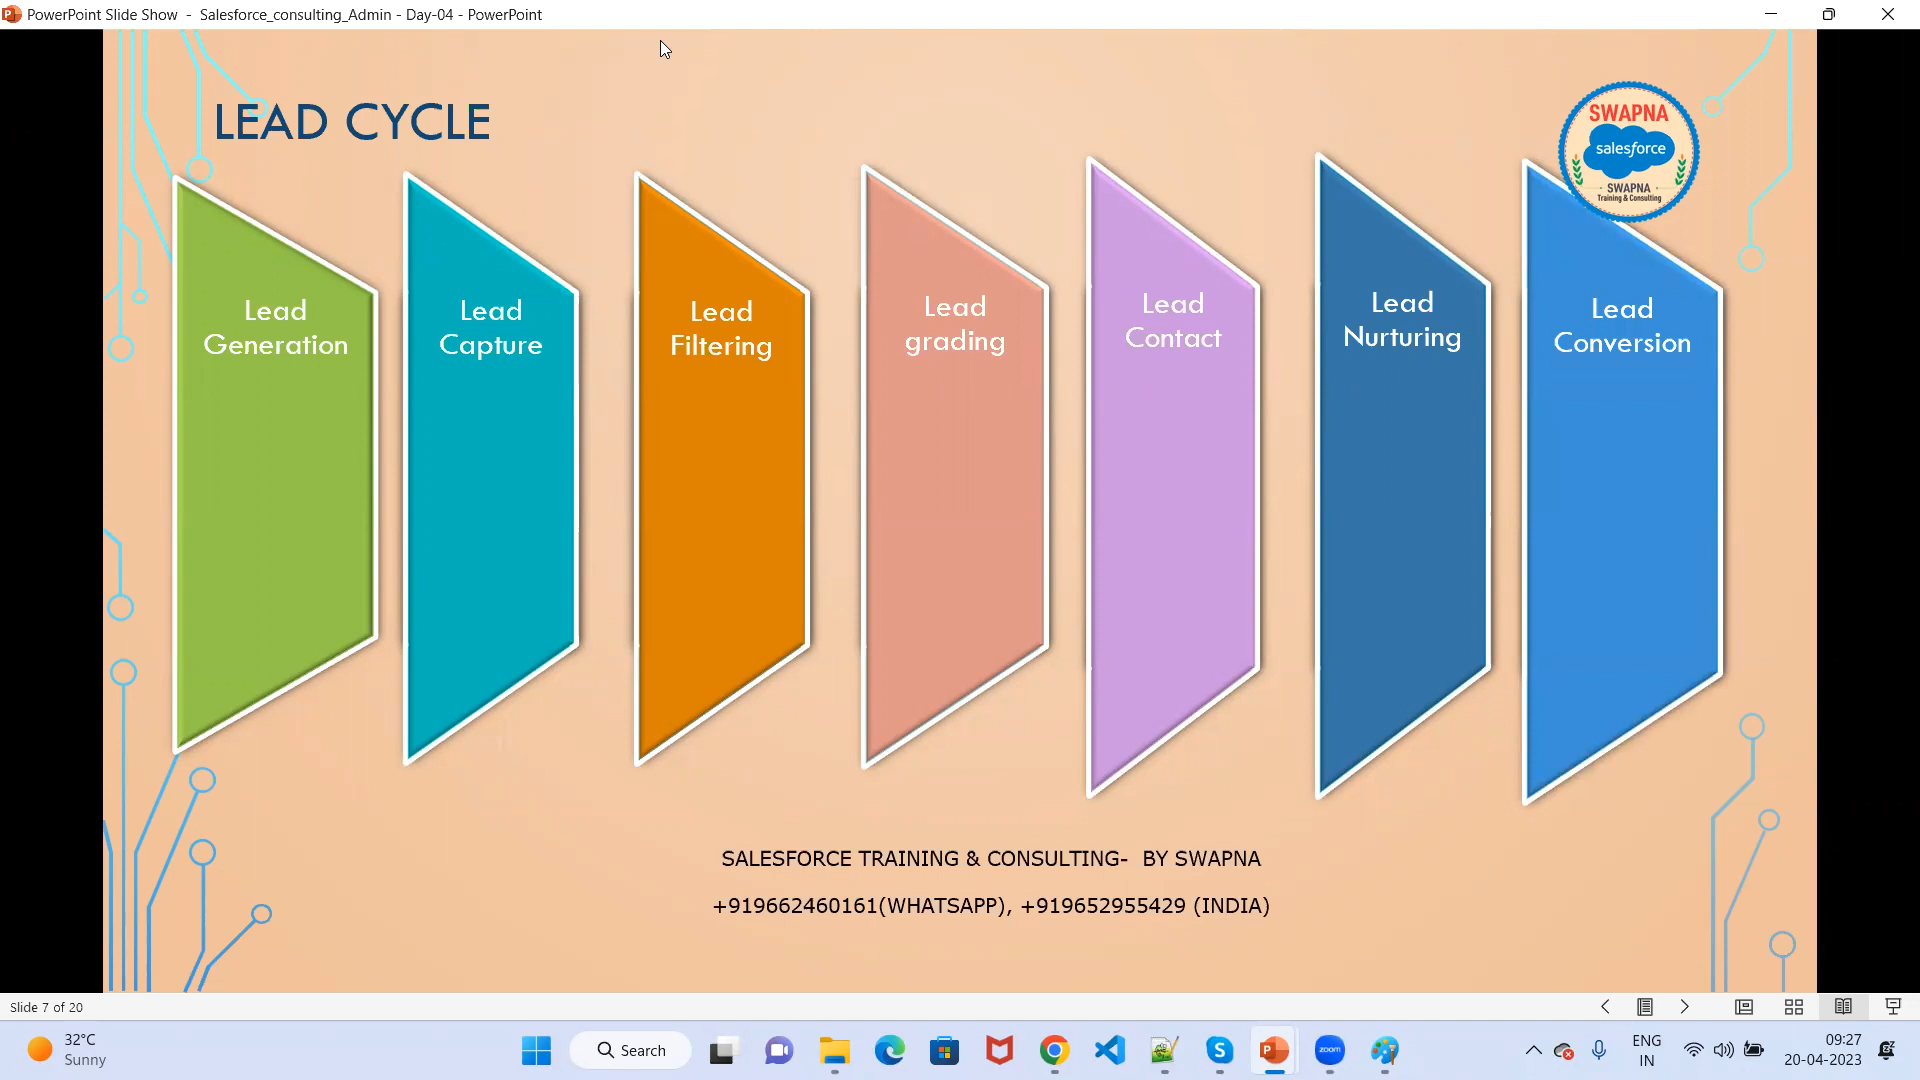 PowerPoint Slide Show - Salesforce_consulting_Admin - Day-04 - PowerPoint
LEAD CYCLE
SWAPNA
salesforce
SWAPNA
Training & Consulting
Lead
Generation
Lead
Capture
Lead
Filtering
Lead
grading
Lead
Contact
Lead
Nurturing
Lead
Conversion
SALESFORCE TRAINING & CONSULTING- BY SWAPNA
+919662460161(WHATSAPP), +919652955429 (INDIA)
Slide 7 of 20
32°C
Sunny
Search
zoom
ENG
IN
09:27
20-04-2023